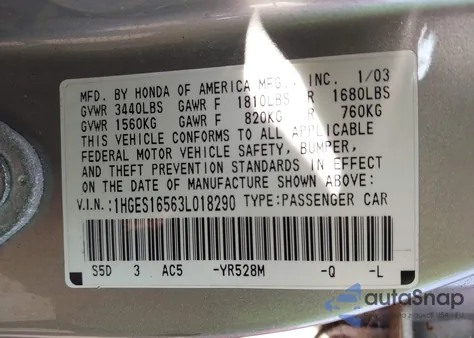 MFD. BY HONDA OF AMERICA MFG., INC. 1/03
GVWR 3440LBS GAWR F 1810LBS R 1680LBS
GVWR 1560KG GAWR F 820KG R 760KG
THIS VEHICLE CONFORMS TO ALL APPLICABLE
FEDERAL MOTOR VEHICLE SAFETY, BUMPER,
AND THEFT PREVENTION STANDARDS IN EFFECT
ON THE DATE OF MANUFACTURE SHOWN ABOVE.
V.I.N.:1HGES16563L018290 TYPE:PASSENGER CAR
S5D 3 AC5 -YR528M -Q -L
autoSnap